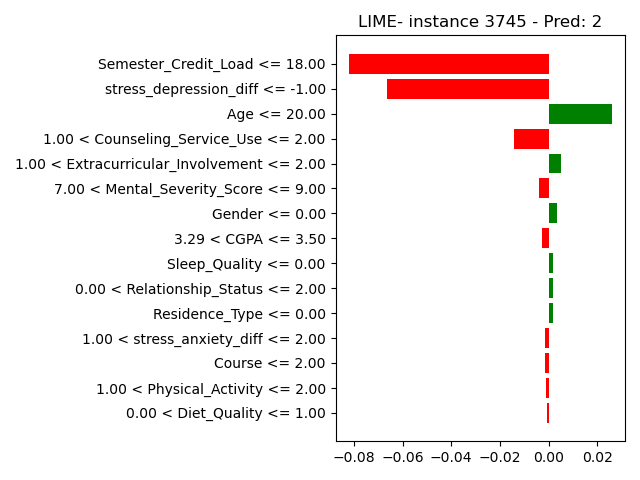 LIME- instance 3745 - Pred: 2
Semester_Credit_Load <= 18.00
stress_depression_diff <= -1.00
Age <= 20.00
1.00 < Counseling_Service_Use <= 2.00
1.00 < Extracurricular_Involvement <= 2.00
7.00 < Mental_Severity_Score <= 9.00
Gender <= 0.00
3.29 < CGPA <= 3.50
Sleep_Quality <= 0.00
0.00 < Relationship_Status <= 2.00
Residence_Type <= 0.00
1.00 < stress_anxiety_diff <= 2.00
Course <= 2.00
1.00 < Physical_Activity <= 2.00
0.00 < Diet_Quality <= 1.00
−0.08 −0.06 −0.04 −0.02 0.00 0.02